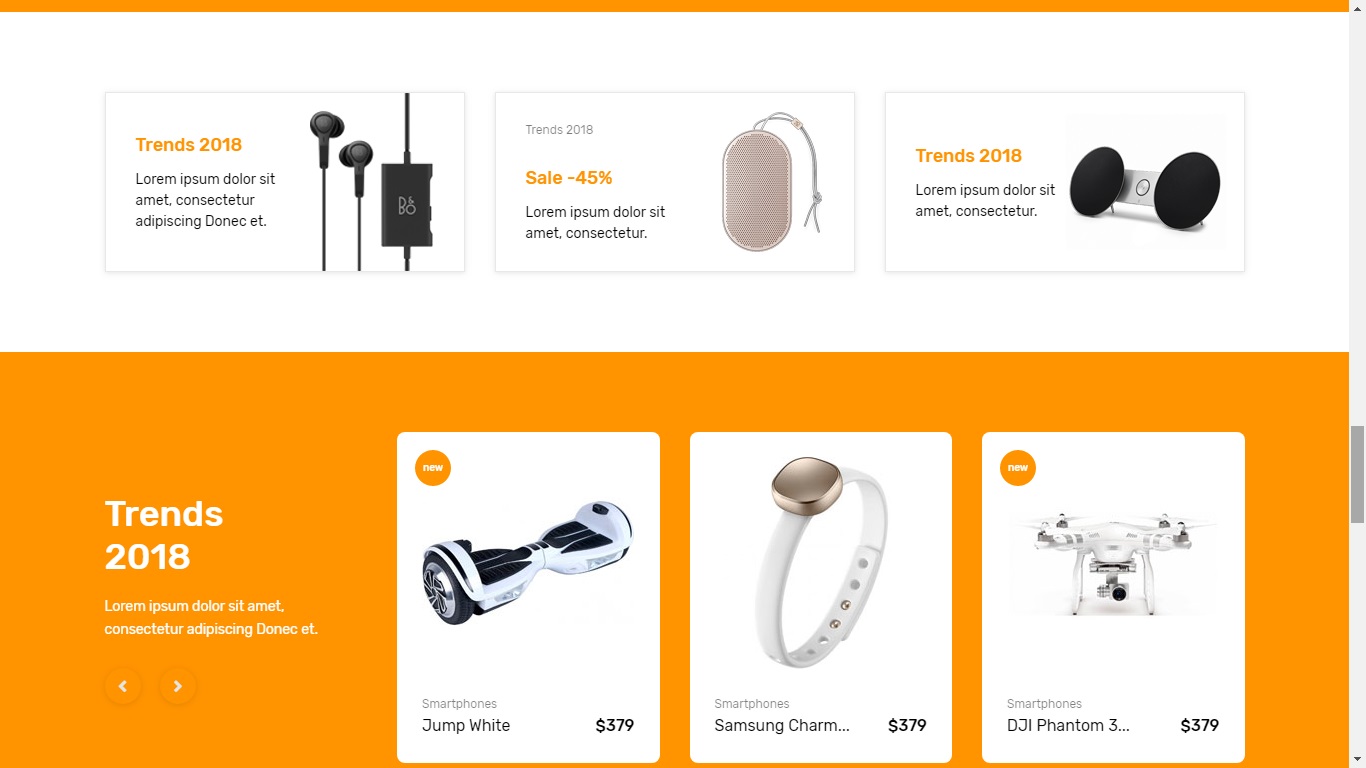 Trends 2018
Lorem ipsum dolor sit
amet, consectetur
adipiscing Donec et.
B&O
Trends 2018
Sale -45%
Lorem ipsum dolor sit
amet, consectetur.
Trends 2018
Lorem ipsum dolor sit
amet, consectetur.
Trends
2018
Lorem ipsum dolor sit amet,
consectetur adipiscing Donec et.
new
Smartphones
Jump White $379
Smartphones
Samsung Charm... $379
new
Smartphones
DJI Phantom 3... $379